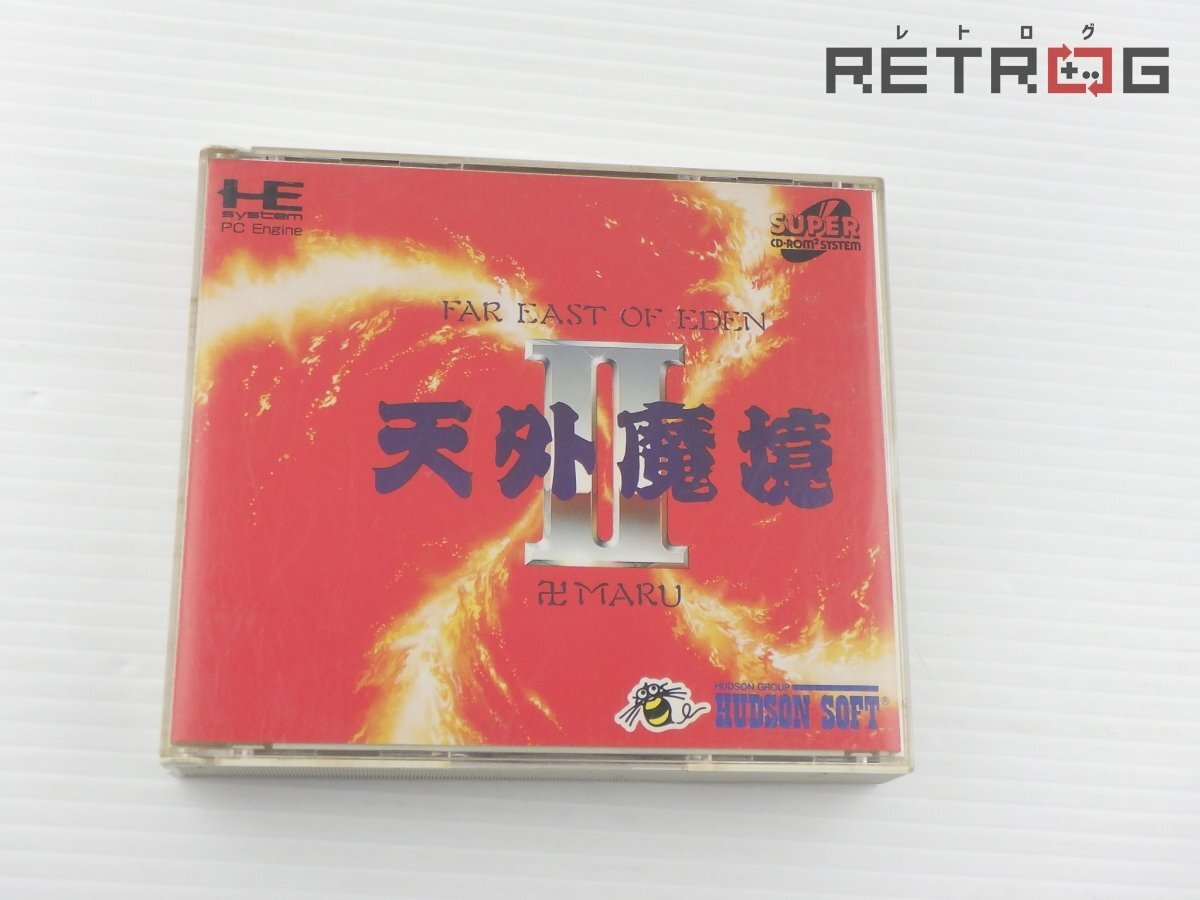 レトログ
RETROG
HE
system
PC Engine
SUPER
CD-ROM² SYSTEM
FAR EAST OF EDEN
II
天外魔境
卍MARU
HUDSON GROUP
HUDSON SOFT®